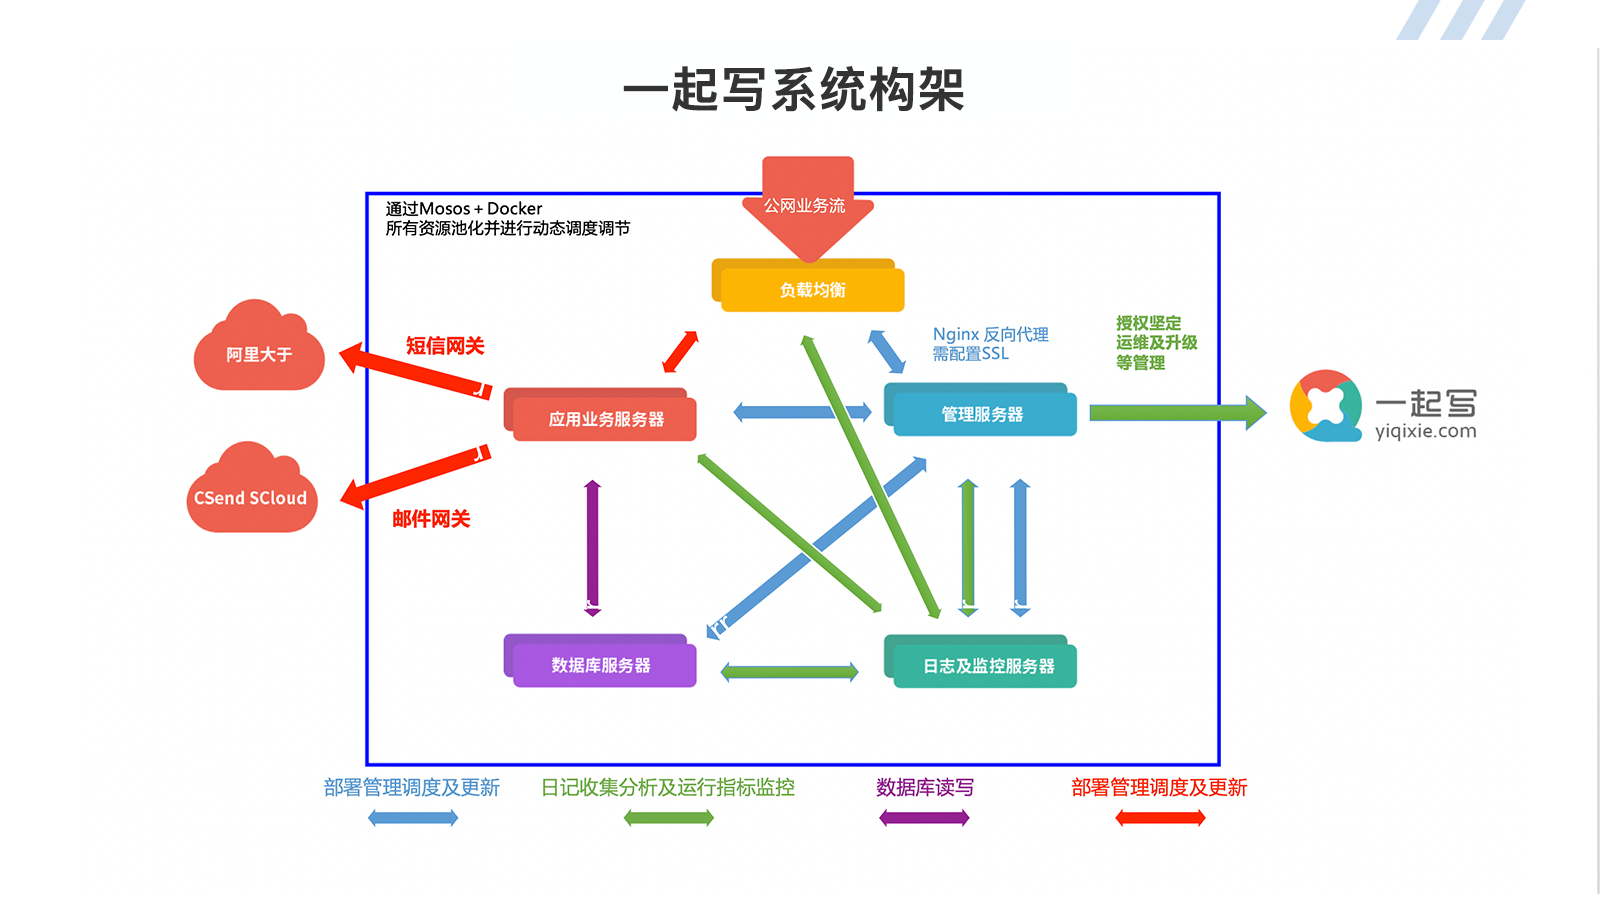 一起写系统构架
公网业务流
通过Mosos + Docker
所有资源池化并进行动态调度调节
负载均衡
阿里大于
短信网关
Nginx 反向代理
需配置SSL
授权坚定
运维及升级
等管理
应用业务服务器
管理服务器
一起写
yiqixie.com
CSend SCloud
邮件网关
数据库服务器
日志及监控服务器
部署管理调度及更新
日记收集分析及运行指标监控
数据库读写
部署管理调度及更新